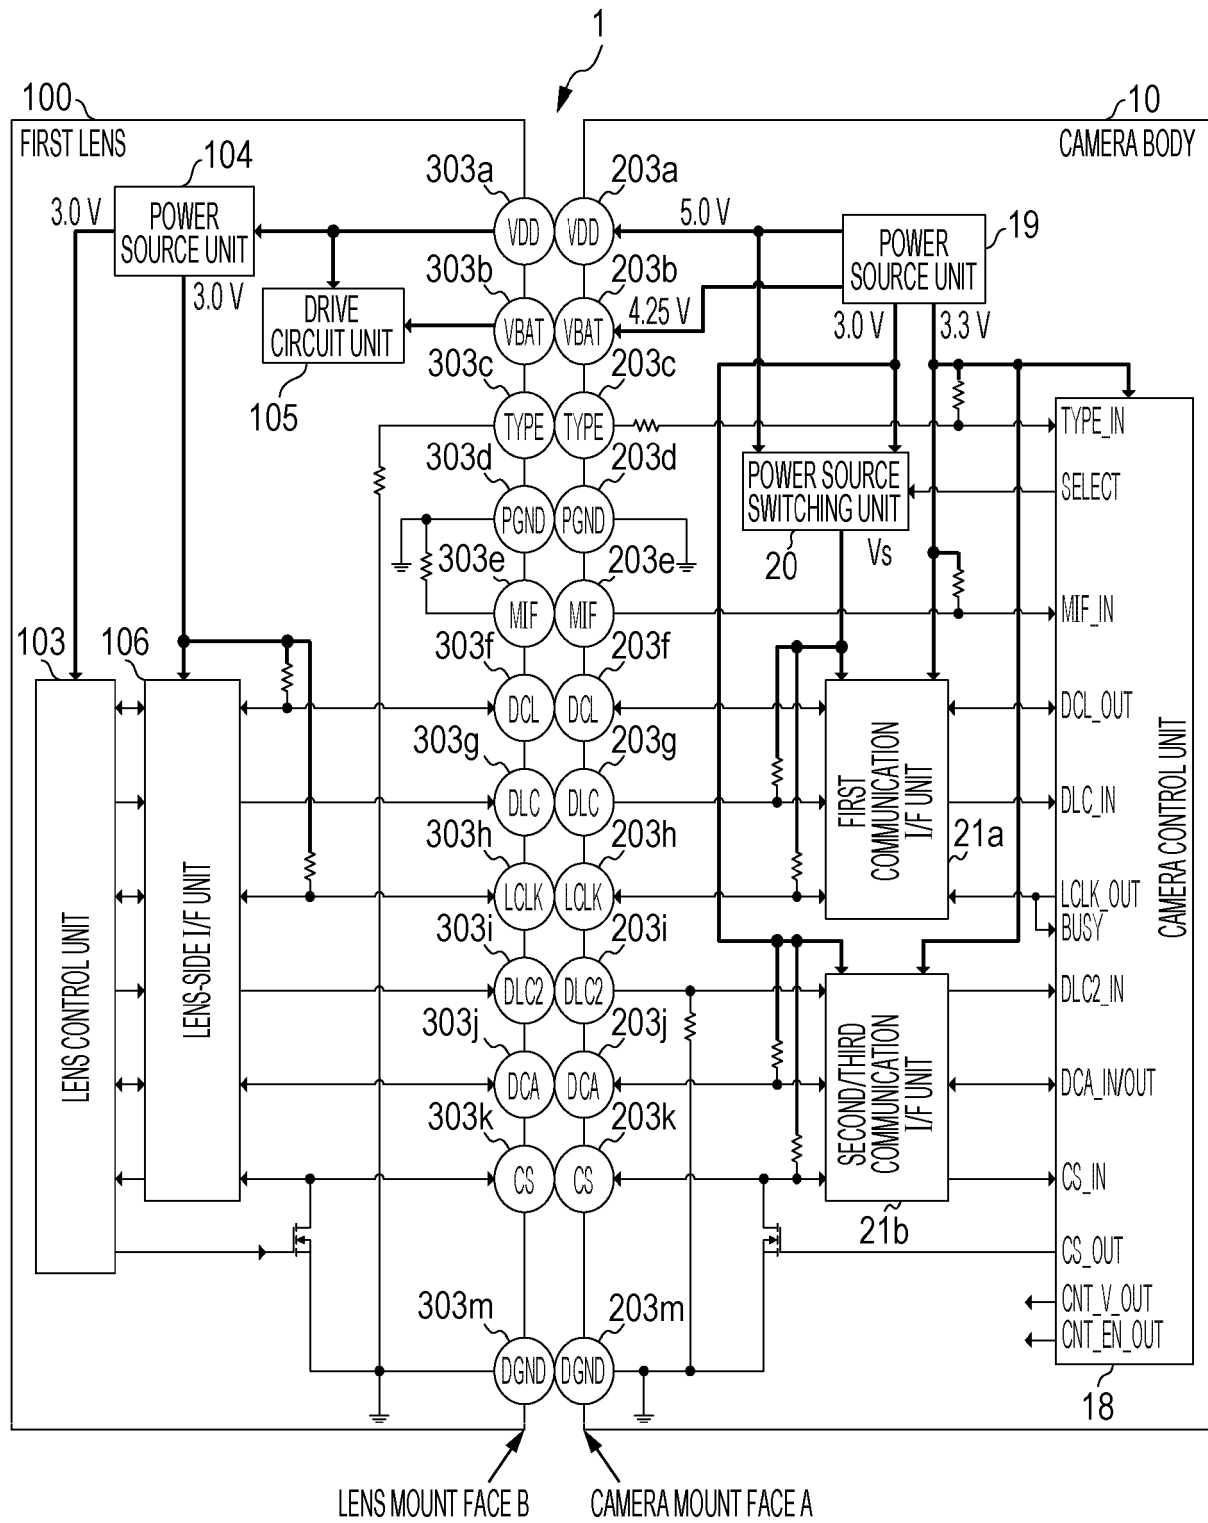 1
100
10
FIRST LENS
CAMERA BODY
104
303a
203a
3.0 V
POWER
SOURCE UNIT
VDD
VDD
5.0 V
POWER
SOURCE UNIT
19
3.0 V
303b
203b
DRIVE
CIRCUIT UNIT
VBAT
VBAT
4.25 V
3.0 V
3.3 V
105
303c
203c
TYPE
TYPE
TYPE_IN
303d
203d
POWER SOURCE
SWITCHING UNIT
SELECT
PGND
PGND
20
Vs
303e
203e
MIF
MIF
MIF_IN
103
106
303f
203f
DCL
DCL
DCL_OUT
303g
203g
DLC
DLC
FIRST
COMMUNICATION
I/F UNIT
DLC_IN
21a
303h
203h
LCLK
LCLK
LCLK_OUT
BUSY
CAMERA CONTROL UNIT
LENS CONTROL UNIT
LENS-SIDE I/F UNIT
303i
203i
DLC2
DLC2
DLC2_IN
303j
203j
DCA
DCA
SECOND/THIRD
COMMUNICATION
I/F UNIT
DCA_IN/OUT
303k
203k
CS
CS
CS_IN
21b
CS_OUT
CNT_V_OUT
CNT_EN_OUT
303m
203m
DGND
DGND
18
LENS MOUNT FACE B
CAMERA MOUNT FACE A